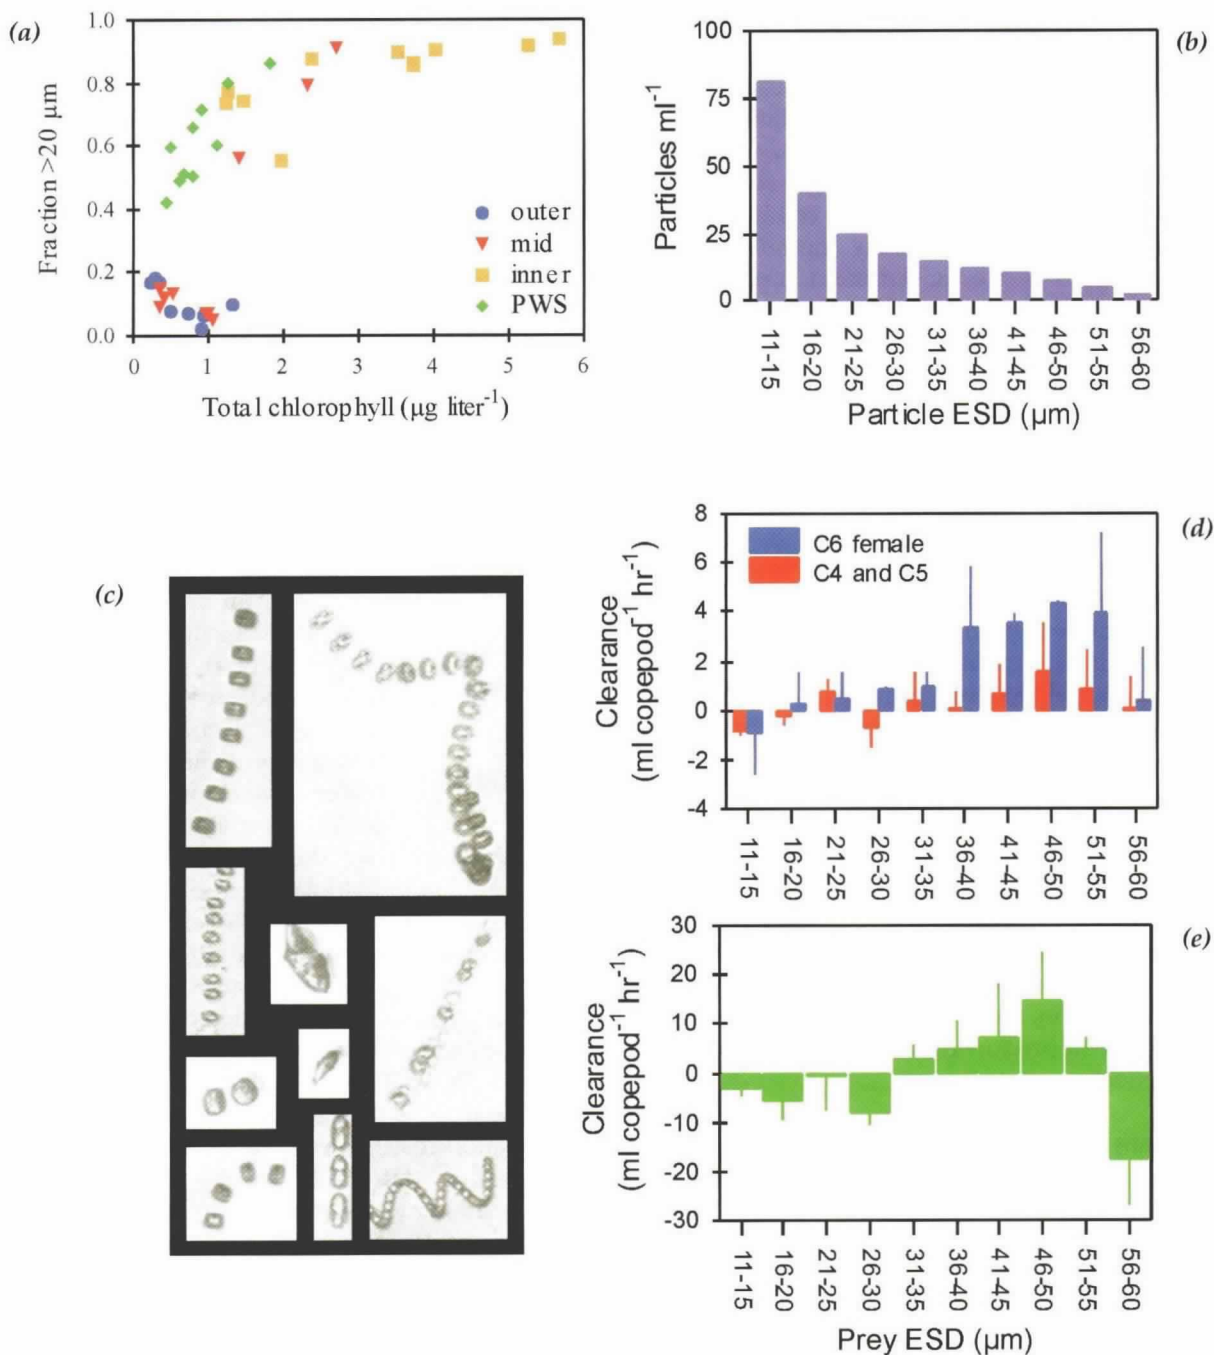 (a)
1.0
0.8
0.6
0.4
0.2
0.0
Fraction >20 µm
outer
mid
inner
PWS
0 1 2 3 4 5 6
Total chlorophyll (µg liter⁻¹)
(b)
100
75
50
25
0
Particles ml⁻¹
11-15
16-20
21-25
26-30
31-35
36-40
41-45
46-50
51-55
56-60
Particle ESD (µm)
(c)
(d)
8
6
4
2
0
-2
-4
Clearance
(ml copepod⁻¹ hr⁻¹)
C6 female
C4 and C5
11-15
16-20
21-25
26-30
31-35
36-40
41-45
46-50
51-55
56-60
(e)
30
20
10
0
-10
-20
-30
Clearance
(ml copepod⁻¹ hr⁻¹)
11-15
16-20
21-25
26-30
31-35
36-40
41-45
46-50
51-55
56-60
Prey ESD (µm)